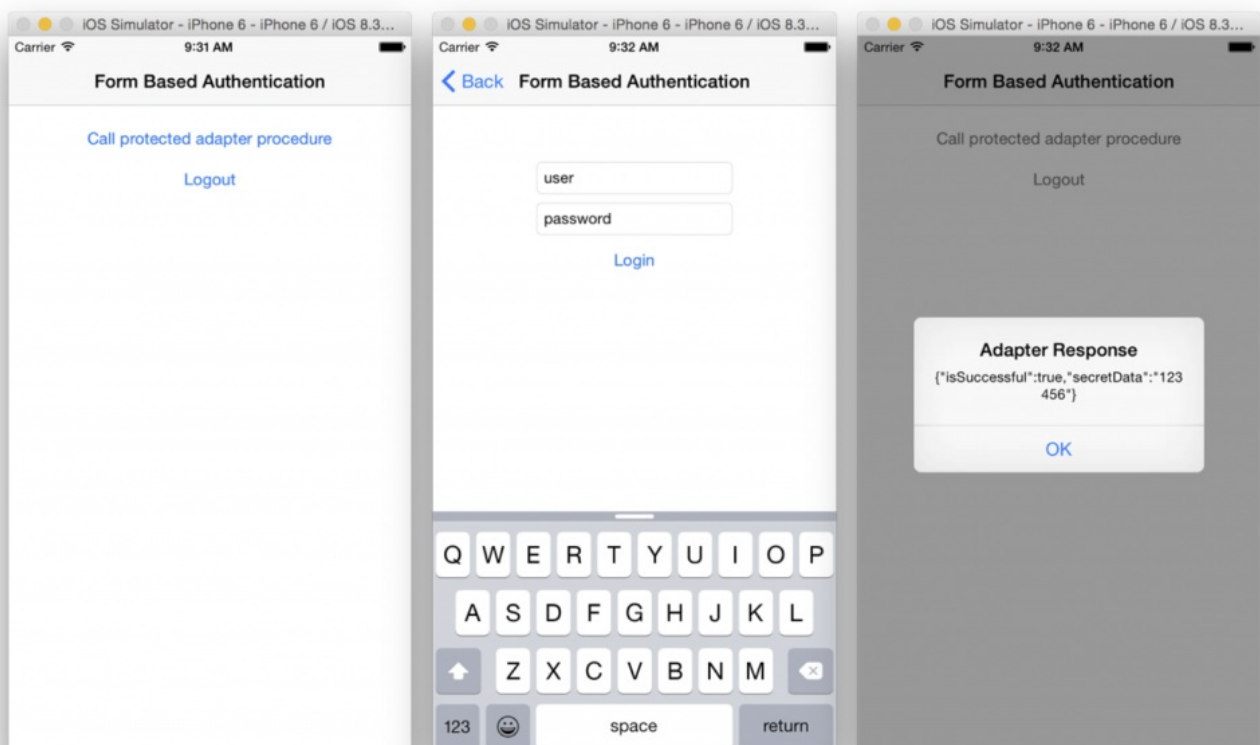 iOS Simulator - iPhone 6 - iPhone 6 / iOS 8.3...
Carrier 9:31 AM
Form Based Authentication
Call protected adapter procedure
Logout
iOS Simulator - iPhone 6 - iPhone 6 / iOS 8.3...
Carrier 9:32 AM
Back Form Based Authentication
user
password
Login
Q W E R T Y U I O P
A S D F G H J K L
Z X C V B N M
123 space return
iOS Simulator - iPhone 6 - iPhone 6 / iOS 8.3...
Carrier 9:32 AM
Form Based Authentication
Call protected adapter procedure
Logout
Adapter Response
{"isSuccessful":true,"secretData":"123
456"}
OK